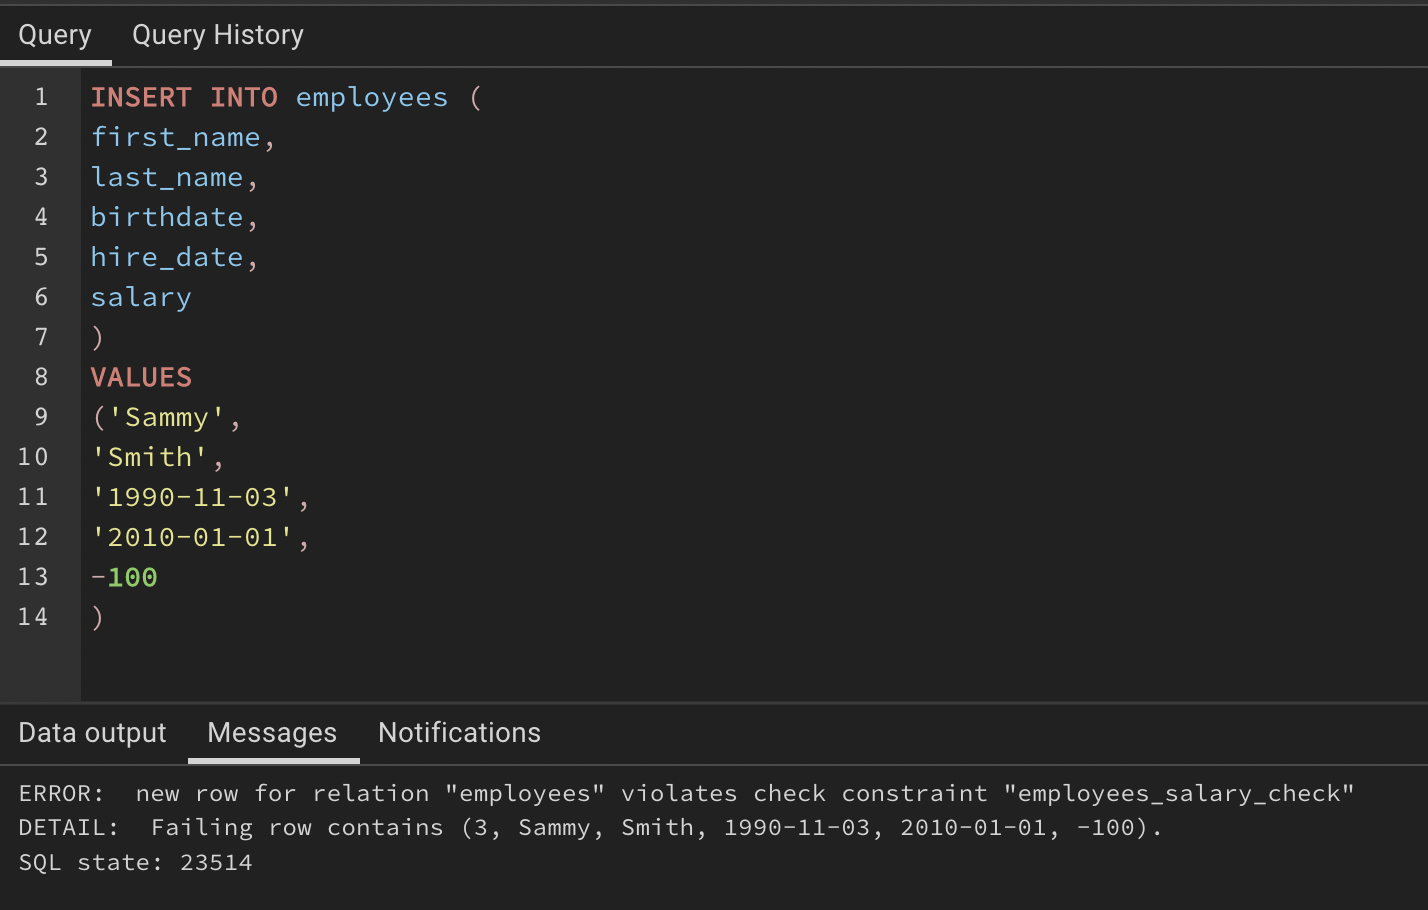 Query Query History
1 INSERT INTO employees (
2 first_name,
3 last_name,
4 birthdate,
5 hire_date,
6 salary
7 )
8 VALUES
9 ('Sammy',
10 'Smith',
11 '1990-11-03',
12 '2010-01-01',
13 -100
14 )
Data output Messages Notifications
ERROR:  new row for relation "employees" violates check constraint "employees_salary_check"
DETAIL:  Failing row contains (3, Sammy, Smith, 1990-11-03, 2010-01-01, -100).
SQL state: 23514